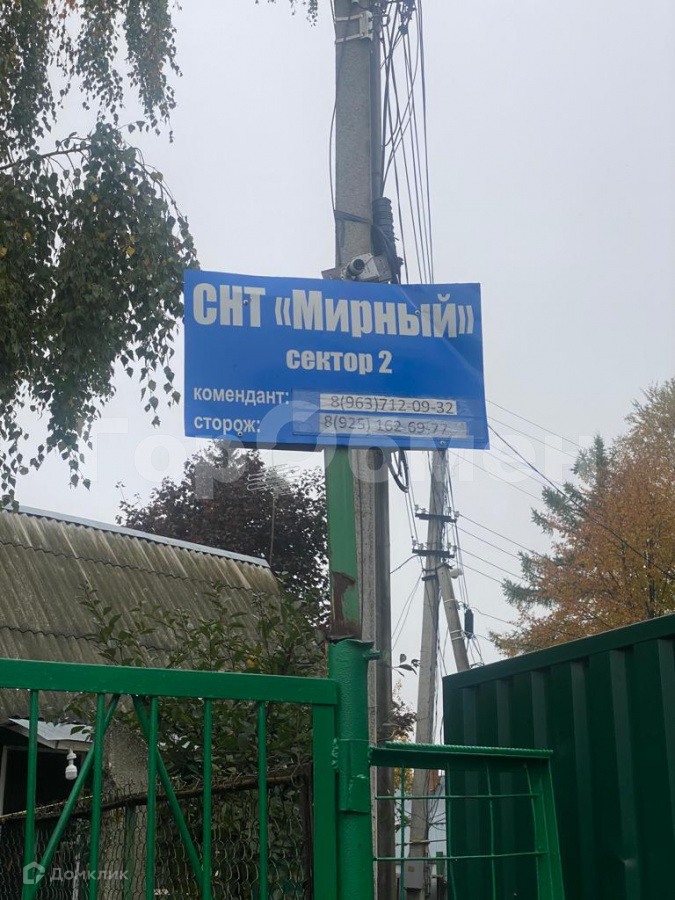 СНТ «Мирный»
сектор 2
комендант: 8(963)712-09-32
сторож: 8(925) 162 69-77
Домклик